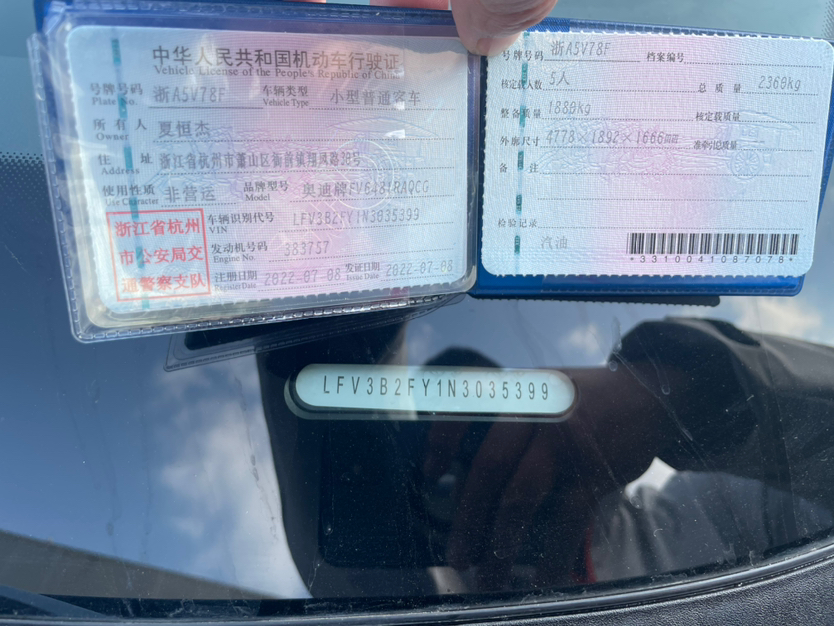 中华人民共和国机动车行驶证
Vehicle License of the People's Republic of China
号牌号码 浙A5V78F 车辆类型 小型普通客车
Plate No. Vehicle Type
所有人 夏恒杰
Owner
住址 浙江省杭州市萧山区新街镇翔凤路38号
Address
使用性质 非营运 品牌型号 奥迪牌FV6481RAQCG
Use Character Model
浙江省杭州
市公安局交
通警察支队
车辆识别代号 LFV3B2FY1N3035399
VIN
发动机号码 383757
Engine No.
注册日期 2022-07-08 发证日期 2022-07-08
Register Date Issue Date
号牌号码 浙A5V78F 档案编号
核定载人数 5人 总质量 2360kg
整备质量 1880kg 核定载质量
外廓尺寸 4778×1892×1666mm 准牵引总质量
备注
检验记录
汽油
*3310041087078*
LFV3B2FY1N3035399